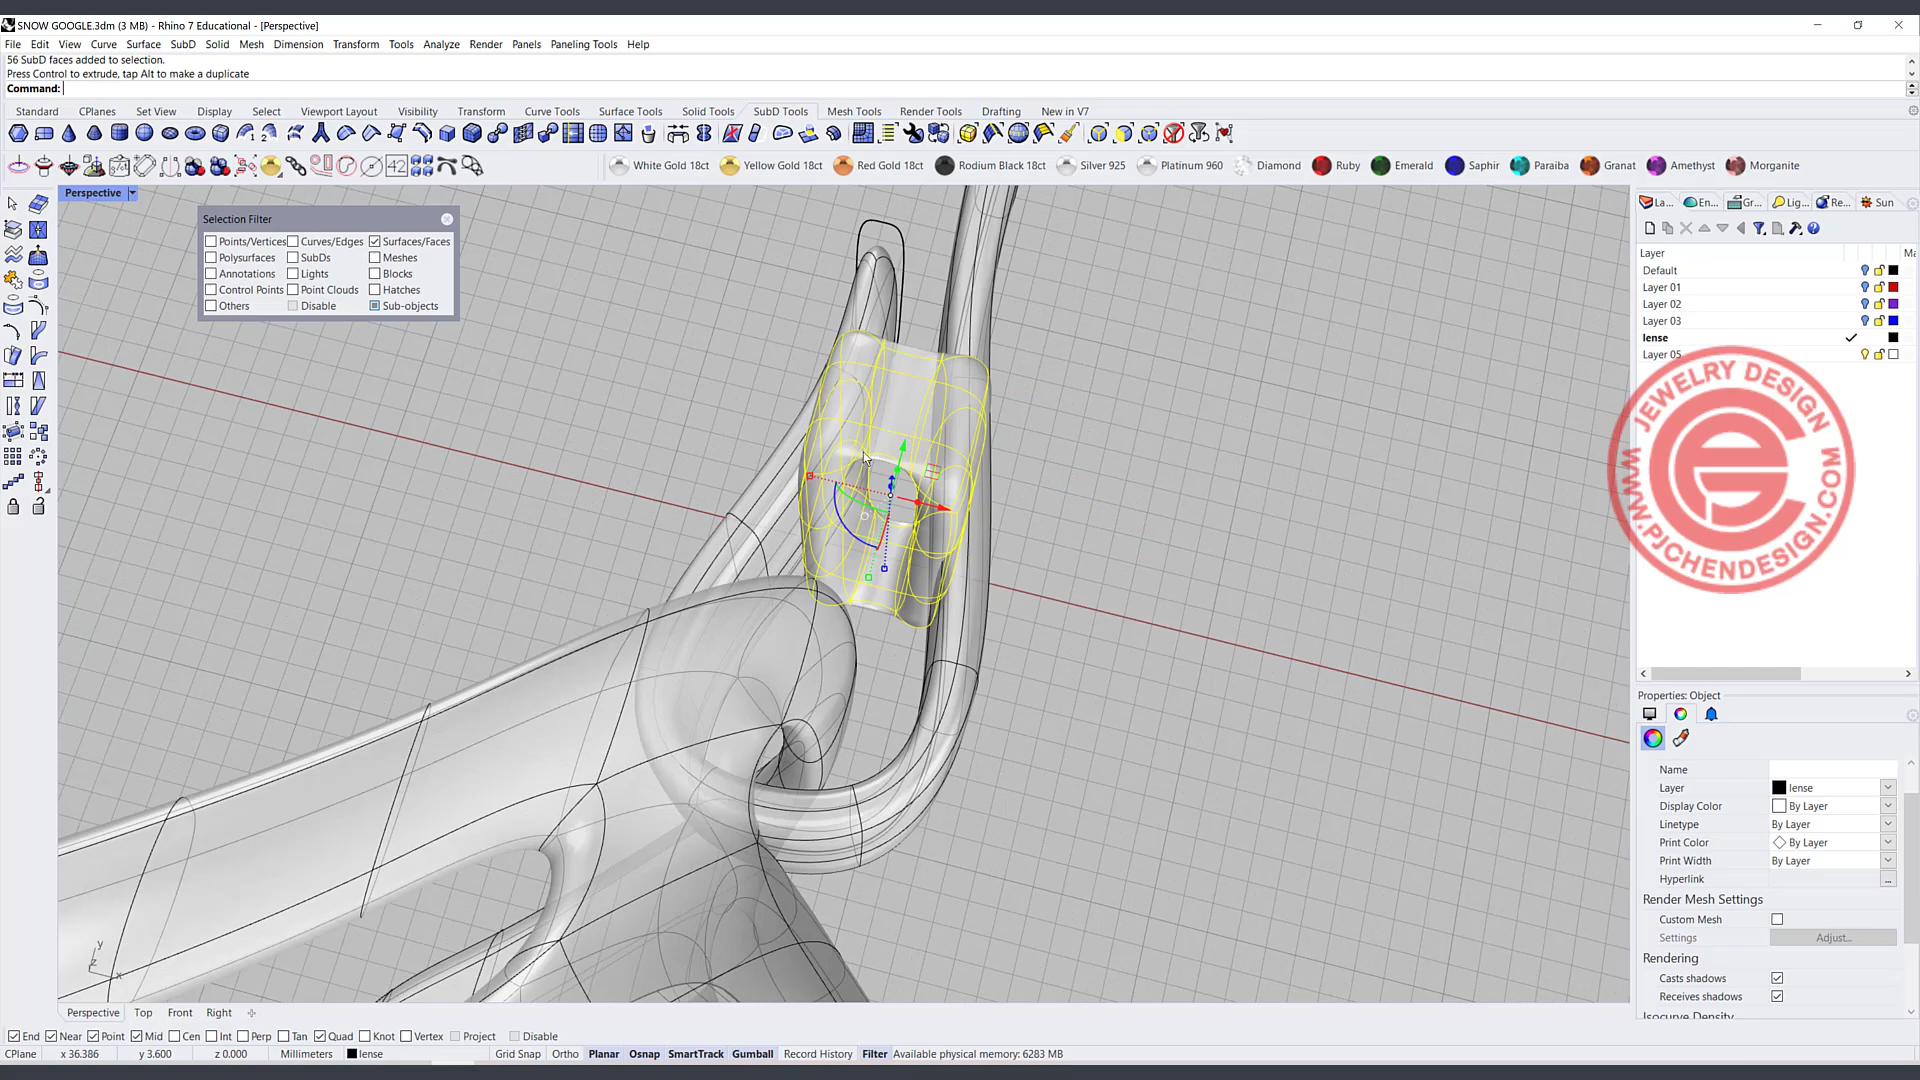 SNOW GOOGLE.3dm (3 MB) - Rhino 7 Educational - [Perspective]
File Edit View Curve Surface SubD Solid Mesh Dimension Transform Tools Analyze Render Panels Paneling Tools Help
56 SubD faces added to selection.
Press Control to extrude, tap Alt to make a duplicate
Command:
Standard CPlanes Set View Display Select Viewport Layout Visibility Transform Curve Tools Surface Tools Solid Tools SubD Tools Mesh Tools Render Tools Drafting New in V7
42 White Gold 18ct Yellow Gold 18ct Red Gold 18ct Rodium Black 18ct Silver 925 Platinum 960 Diamond Ruby Emerald Saphir Paraiba Granat Amethyst Morganite
Perspective
Selection Filter
Points/Vertices Curves/Edges Surfaces/Faces
Polysurfaces SubDs Meshes
Annotations Lights Blocks
Control Points Point Clouds Hatches
Others Disable Sub-objects
La... En... Gr... Lig... Re... Sun
Layer Ma
Default
Layer 01
Layer 02
Layer 03
lense
Layer 05
JEWELRY DESIGN
WWW.PJCHENDESIGN.COM
Properties: Object
Name
Layer lense
Display Color By Layer
Linetype By Layer
Print Color By Layer
Print Width By Layer
Hyperlink ...
Render Mesh Settings
Custom Mesh
Settings Adjust...
Rendering
Casts shadows
Receives shadows
Isocurve Density
y
z
x
Perspective Top Front Right
End Near Point Mid Cen Int Perp Tan Quad Knot Vertex Project Disable
CPlane x 36.386 y 3.600 z 0.000 Millimeters lense Grid Snap Ortho Planar Osnap SmartTrack Gumball Record History Filter Available physical memory: 6283 MB